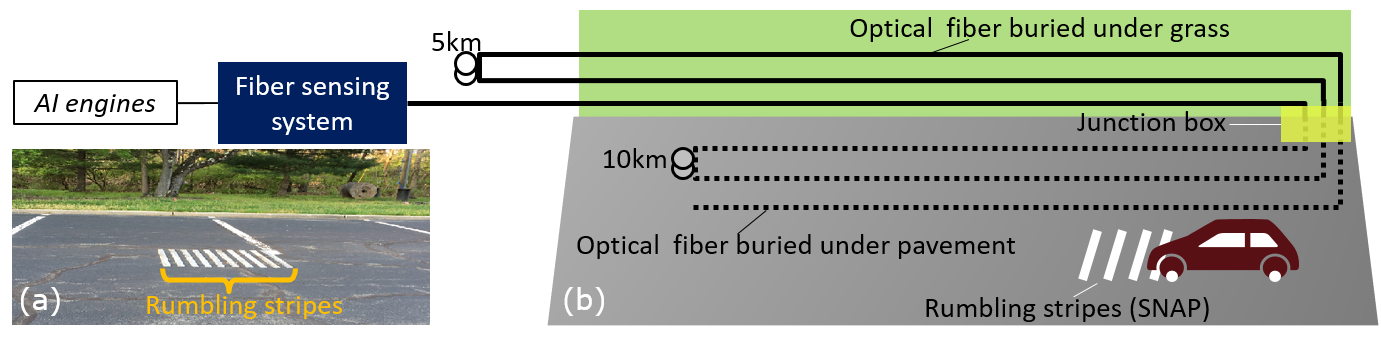 Optical fiber buried under grass
5km
AI engines
Fiber sensing
system
Junction box
10km
Optical fiber buried under pavement
Rumbling stripes
(a)
(b)
Rumbling stripes (SNAP)